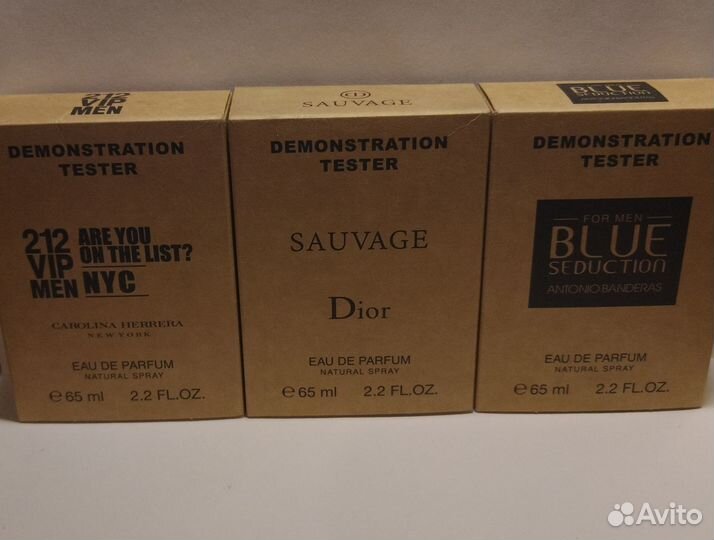 212
VIP
MEN
DEMONSTRATION
TESTER
212 ARE YOU
VIP ON THE LIST?
MEN NYC
CAROLINA HERRERA
NEW YORK
EAU DE PARFUM
NATURAL SPRAY
e 65 ml 2.2 FL.OZ.
SAUVAGE
DEMONSTRATION
TESTER
SAUVAGE
Dior
EAU DE PARFUM
NATURAL SPRAY
e 65 ml 2.2 FL.OZ.
BLUE
SEDUCTION
DEMONSTRATION
TESTER
FOR MEN
BLUE
SEDUCTION
ANTONIO BANDERAS
EAU DE PARFUM
NATURAL SPRAY
e 65 ml 2.2 FL.OZ.
Avito